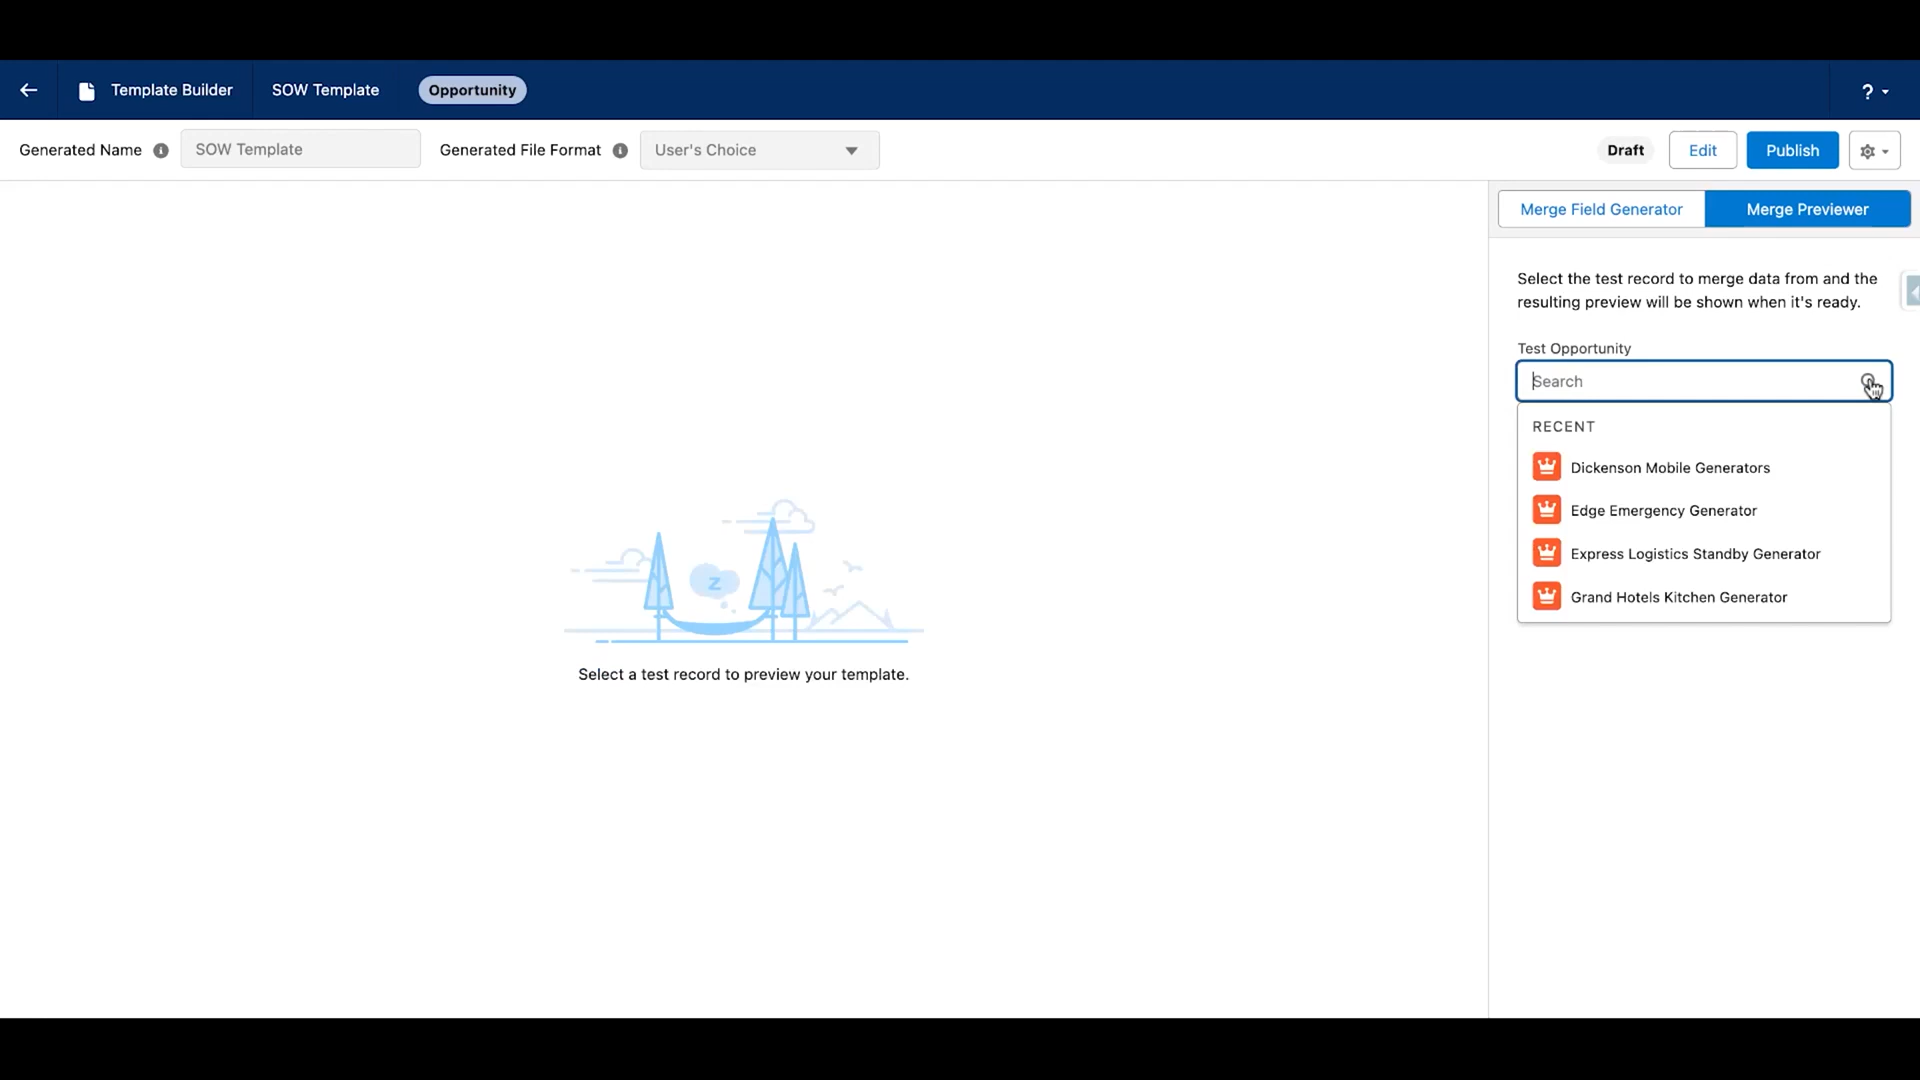 Template Builder
SOW Template
Opportunity
?
Generated Name
SOW Template
Generated File Format
User's Choice
Draft
Edit
Publish
Merge Field Generator
Merge Previewer
Select the test record to merge data from and the
resulting preview will be shown when it's ready.
Test Opportunity
Search
RECENT
Dickenson Mobile Generators
Edge Emergency Generator
Express Logistics Standby Generator
Grand Hotels Kitchen Generator
z
Select a test record to preview your template.